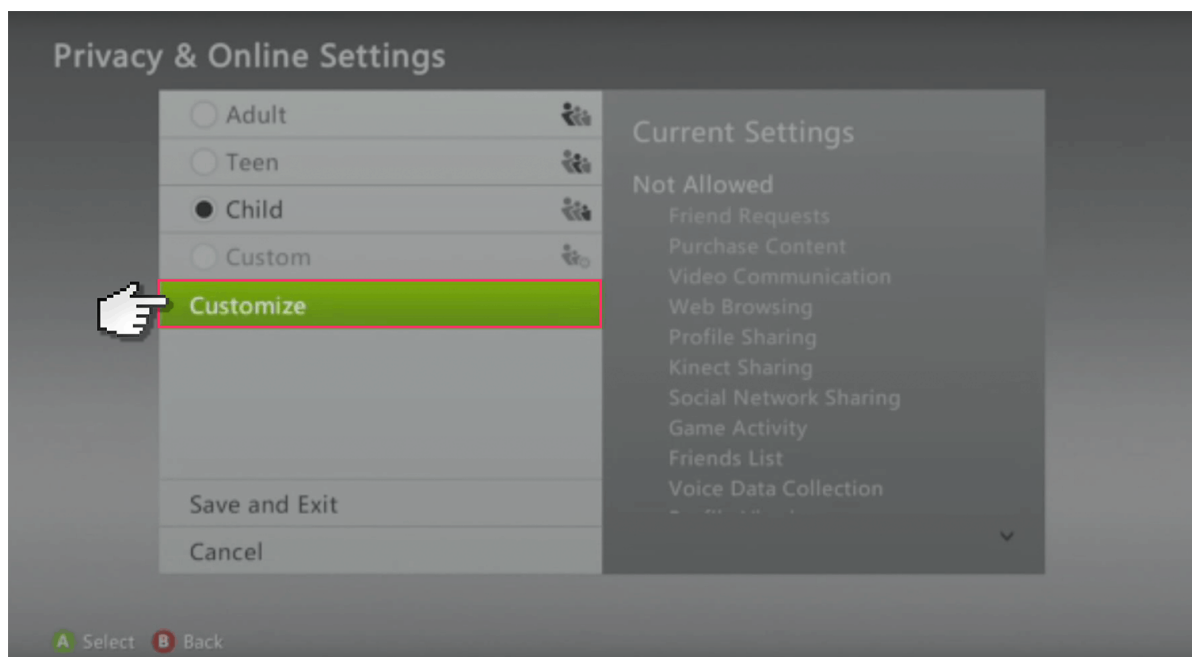 Privacy & Online Settings
Adult
Teen
Child
Custom
Customize
Save and Exit
Cancel
Current Settings
Not Allowed
Friend Requests
Purchase Content
Video Communication
Web Browsing
Profile Sharing
Kinect Sharing
Social Network Sharing
Game Activity
Friends List
Voice Data Collection
A Select B Back